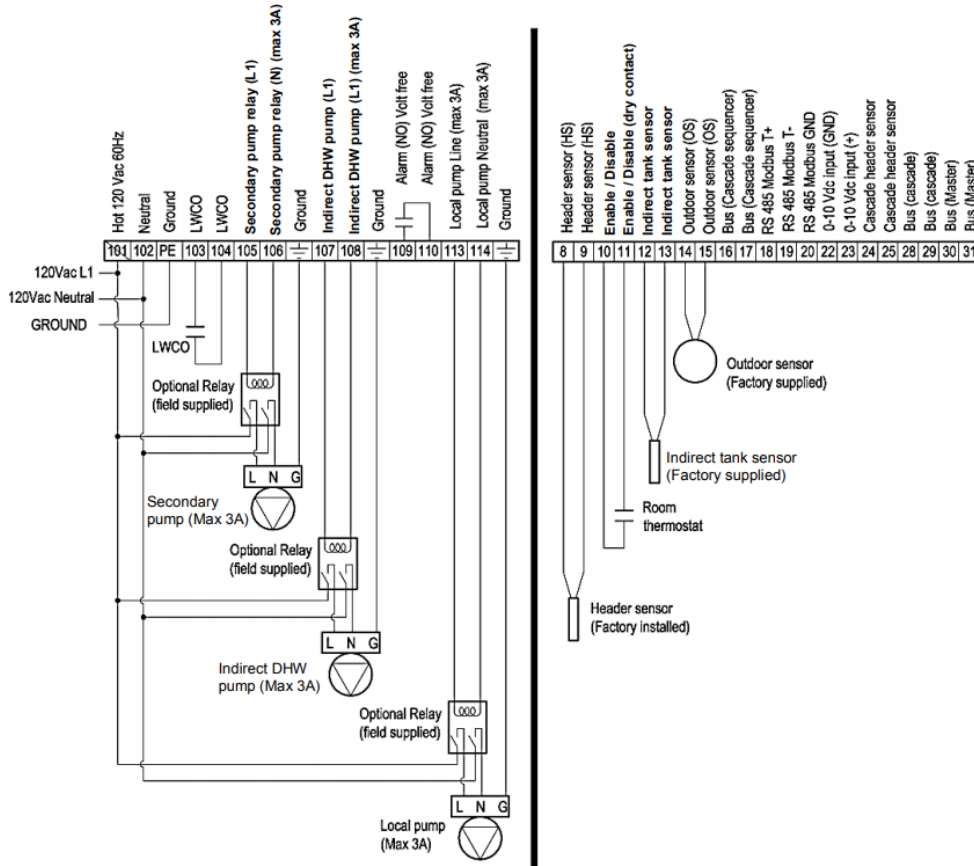 Hot 120 Vac 60Hz
Neutral
Ground
LWCO
LWCO
Secondary pump relay (L1)
Secondary pump relay (N) (max 3A)
Ground
Indirect DHW pump (L1)
Indirect DHW pump (L1) (max 3A)
Ground
Alarm (NO) Volt free
Alarm (NO) Volt free
Local pump Line (max 3A)
Local pump Neutral (max 3A)
Ground
101 102 PE 103 104 105 106 107 108 109 110 113 114
120Vac L1
120Vac Neutral
GROUND
LWCO
Optional Relay
(field supplied)
L N G
Secondary
pump (Max 3A)
Optional Relay
(field supplied)
L N G
Indirect DHW
pump (Max 3A)
Optional Relay
(field supplied)
L N G
Local pump
(Max 3A)
Header sensor (HS)
Header sensor (HS)
Enable / Disable
Enable / Disable (dry contact)
Indirect tank sensor
Indirect tank sensor
Outdoor sensor (OS)
Outdoor sensor (OS)
Bus (Cascade sequencer)
Bus (Cascade sequencer)
RS 485 Modbus T+
RS 485 Modbus T-
RS 485 Modbus GND
0-10 Vdc input (GND)
0-10 Vdc input (+)
Cascade header sensor
Cascade header sensor
Bus (cascade)
Bus (cascade)
Bus (Master)
Bus (Master)
8 9 10 11 12 13 14 15 16 17 18 19 20 22 23 24 25 28 29 30 31
Outdoor sensor
(Factory supplied)
Indirect tank sensor
(Factory supplied)
Room
thermostat
Header sensor
(Factory installed)